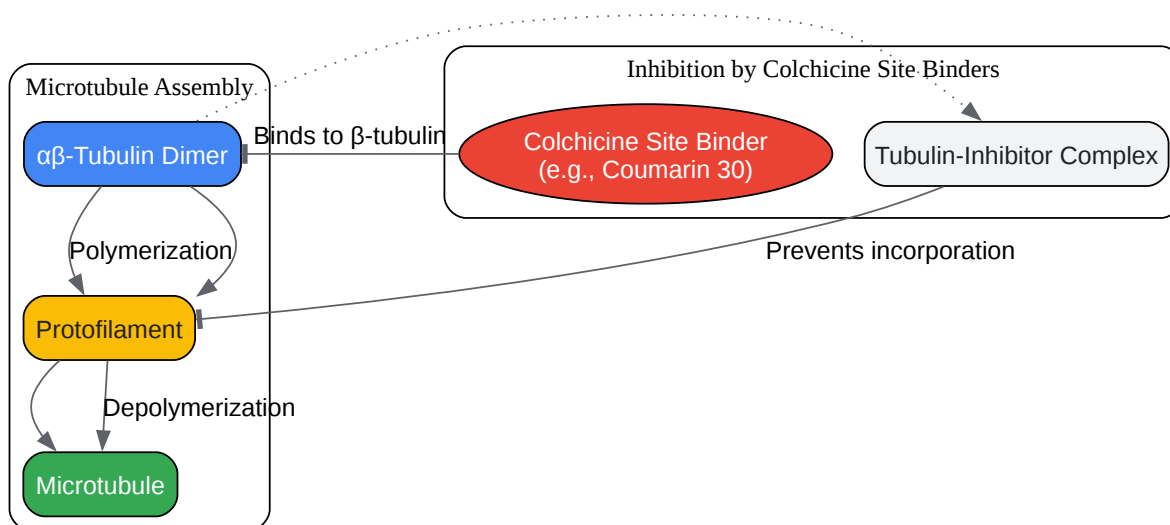 Microtubule Assembly
Inhibition by Colchicine Site Binders
αβ-Tubulin Dimer
Binds to β-tubulin
Colchicine Site Binder
(e.g., Coumarin 30)
Tubulin-Inhibitor Complex
Polymerization
Prevents incorporation
Protofilament
Depolymerization
Microtubule